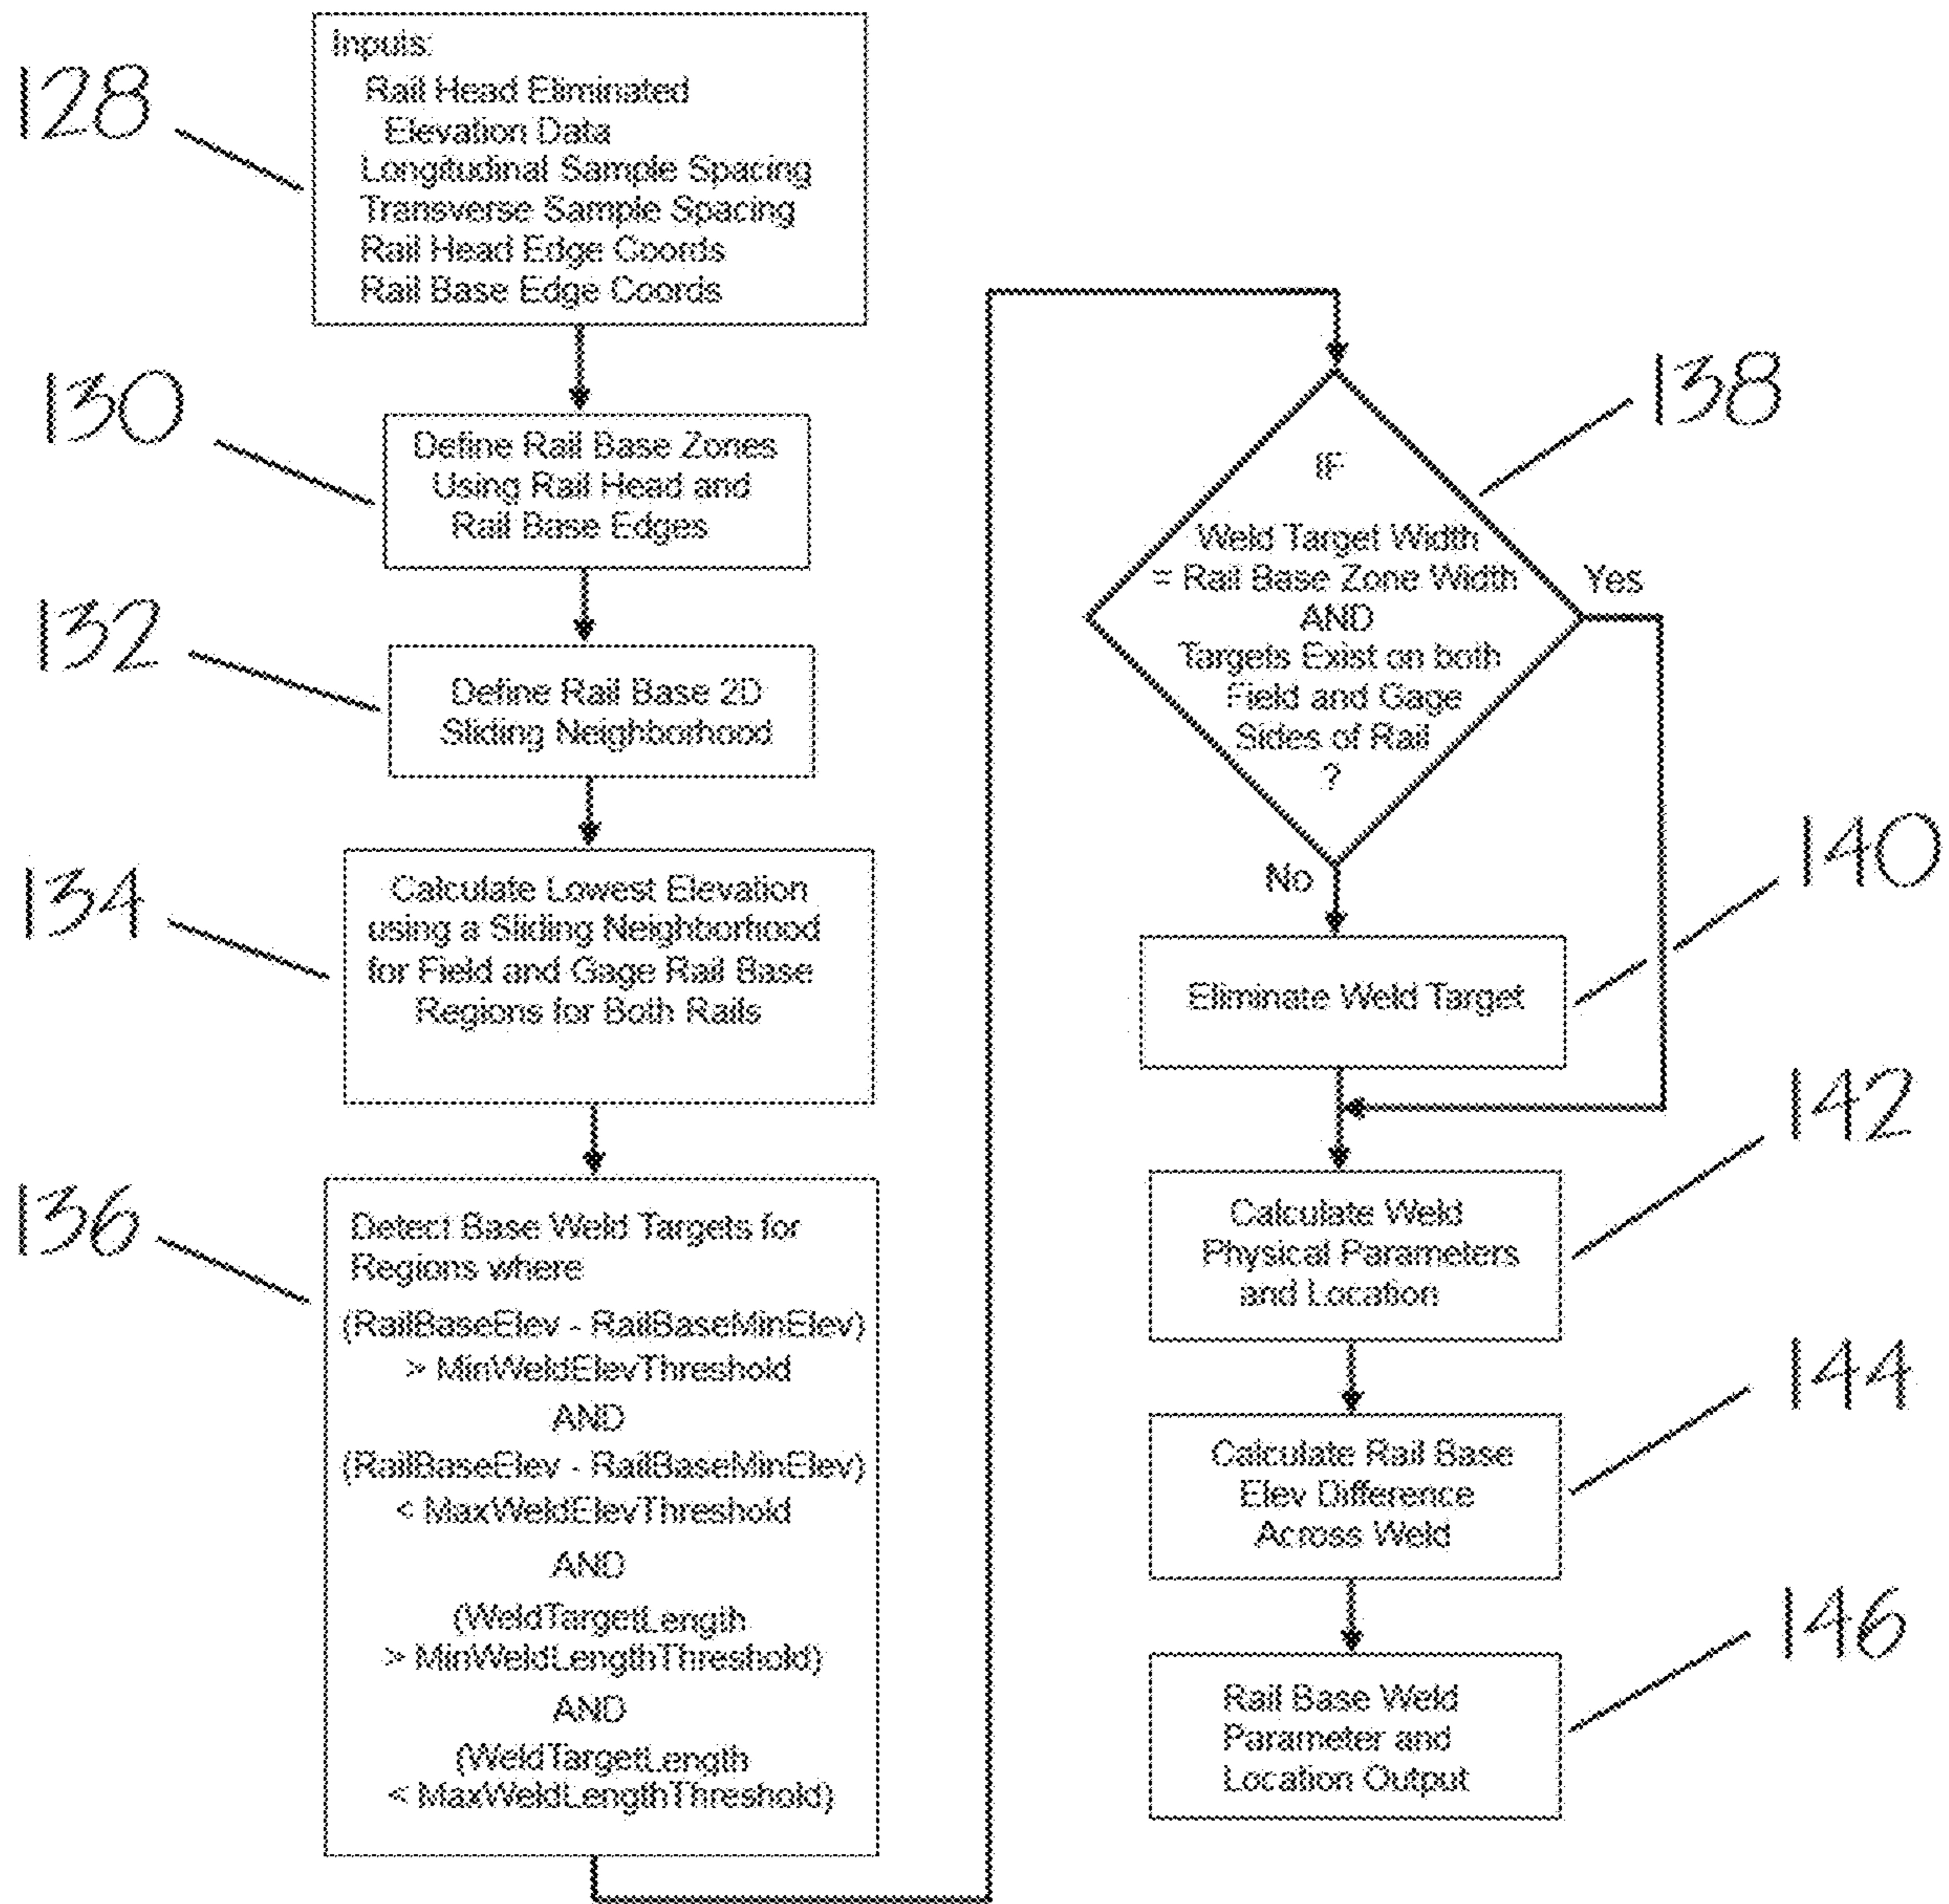 128
Inputs:
Rail Head Eliminated
Elevation Data
Longitudinal Sample Spacing
Transverse Sample Spacing
Rail Head Edge Coords
Rail Base Edge Coords
130
Define Rail Base Zones
Using Rail Head and
Rail Base Edges
132
Define Rail Base 2D
Sliding Neighborhood
134
Calculate Lowest Elevation
using a Sliding Neighborhood
for Field and Gage Rail Base
Regions for Both Rails
136
Detect Base Weld Targets for
Regions where
(RailBaseElev - RailBaseMinElev)
> MinWeldElevThreshold
AND
(RailBaseElev - RailBaseMinElev)
< MaxWeldElevThreshold
AND
(WeldTargetLength
> MinWeldLengthThreshold)
AND
(WeldTargetLength
< MaxWeldLengthThreshold)
138
IF
Weld Target Width
= Rail Base Zone Width
AND
Targets Exist on both
Field and Gage
Sides of Rail
?
Yes
No
140
Eliminate Weld Target
142
Calculate Weld
Physical Parameters
and Location
144
Calculate Rail Base
Elev Difference
Across Weld
146
Rail Base Weld
Parameter and
Location Output